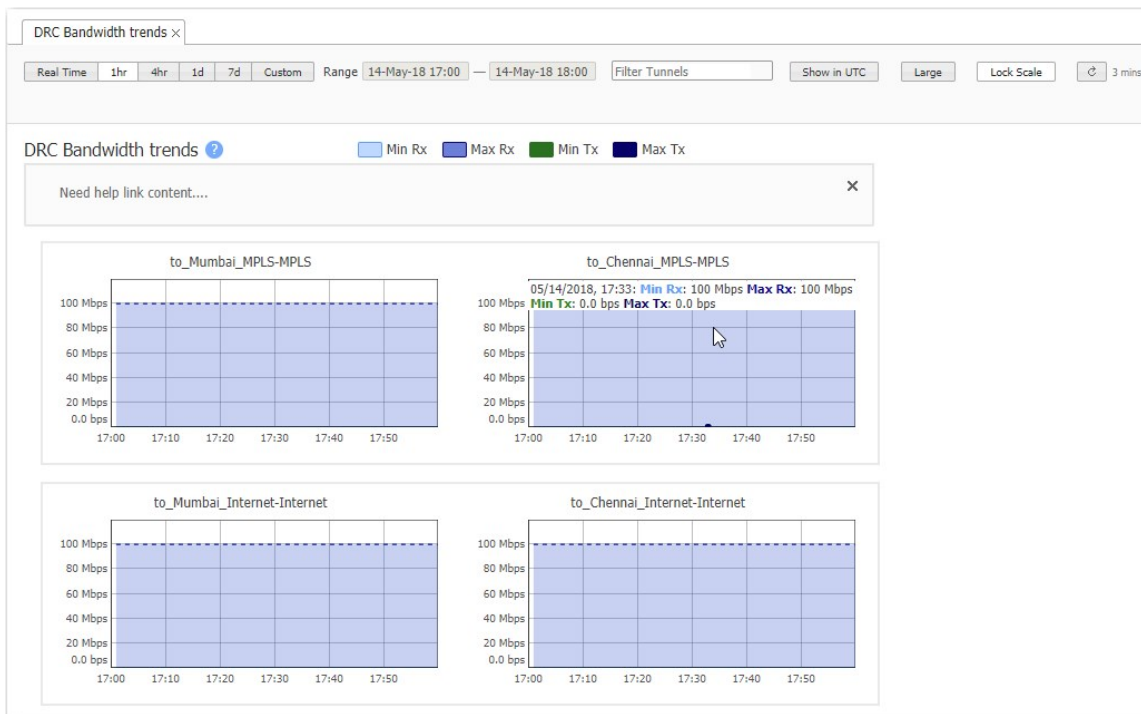 DRC Bandwidth trends ×
Real Time 1hr 4hr 1d 7d Custom Range 14-May-18 17:00 — 14-May-18 18:00 Filter Tunnels Show in UTC Large Lock Scale 3 mins
DRC Bandwidth trends ? Min Rx Max Rx Min Tx Max Tx
Need help link content.... ×
to_Mumbai_MPLS-MPLS
100 Mbps
80 Mbps
60 Mbps
40 Mbps
20 Mbps
0.0 bps
17:00 17:10 17:20 17:30 17:40 17:50
to_Chennai_MPLS-MPLS
05/14/2018, 17:33: Min Rx: 100 Mbps Max Rx: 100 Mbps
Min Tx: 0.0 bps Max Tx: 0.0 bps
100 Mbps
80 Mbps
60 Mbps
40 Mbps
20 Mbps
0.0 bps
17:00 17:10 17:20 17:30 17:40 17:50
to_Mumbai_Internet-Internet
100 Mbps
80 Mbps
60 Mbps
40 Mbps
20 Mbps
0.0 bps
17:00 17:10 17:20 17:30 17:40 17:50
to_Chennai_Internet-Internet
100 Mbps
80 Mbps
60 Mbps
40 Mbps
20 Mbps
0.0 bps
17:00 17:10 17:20 17:30 17:40 17:50